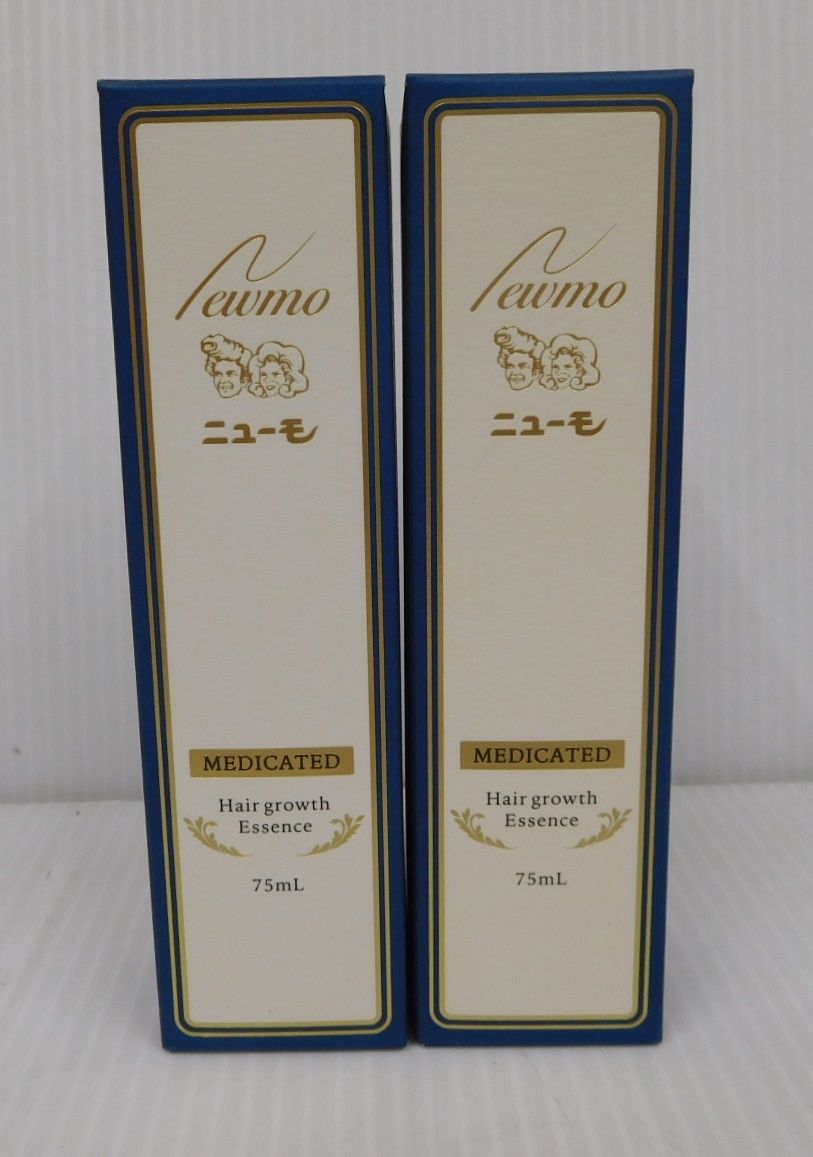 Newmo
ニューモ
MEDICATED
Hair growth
Essence
75mL
Newmo
ニューモ
MEDICATED
Hair growth
Essence
75mL